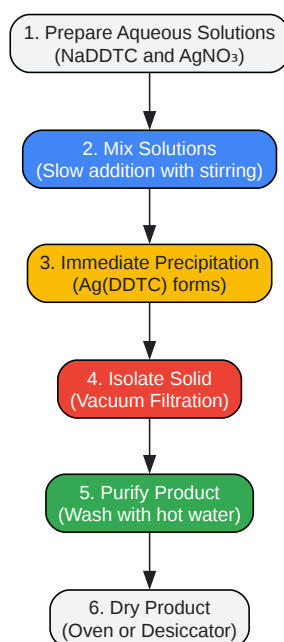 1. Prepare Aqueous Solutions
(NaDDTC and AgNO₃)
2. Mix Solutions
(Slow addition with stirring)
3. Immediate Precipitation
(Ag(DDTC) forms)
4. Isolate Solid
(Vacuum Filtration)
5. Purify Product
(Wash with hot water)
6. Dry Product
(Oven or Desiccator)